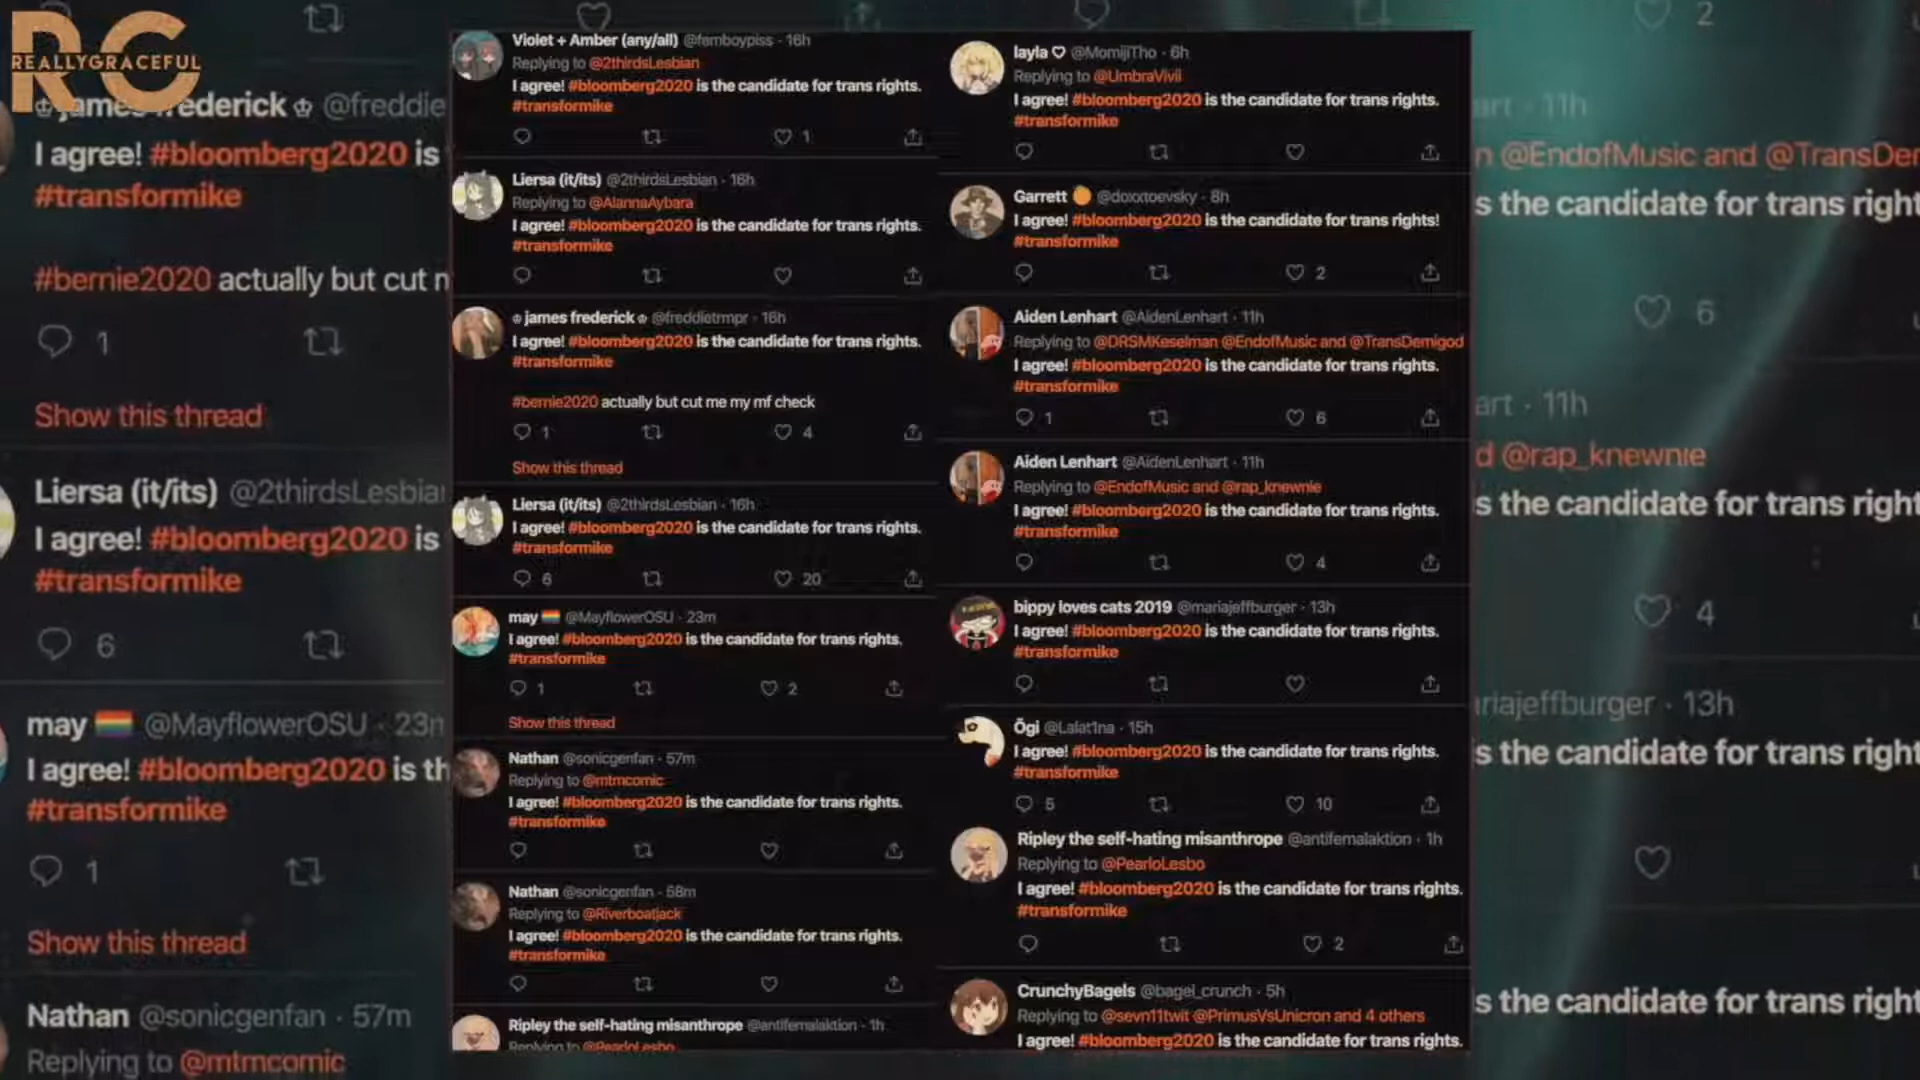 REALLYGRACEFUL
Violet + Amber (any/all) @femboypiss · 16h
Replying to @2thirdsLesbian
I agree! #bloomberg2020 is the candidate for trans rights.
#transformike
1
Liersa (it/its) @2thirdsLesbian · 16h
Replying to @AlannaAybara
I agree! #bloomberg2020 is the candidate for trans rights.
#transformike
james frederick @freddietrmpr · 16h
I agree! #bloomberg2020 is the candidate for trans rights.
#transformike
#bernie2020 actually but cut me my mf check
1 4
Show this thread
Liersa (it/its) @2thirdsLesbian · 16h
I agree! #bloomberg2020 is the candidate for trans rights.
#transformike
6 20
may @MayflowerOSU · 23m
I agree! #bloomberg2020 is the candidate for trans rights.
#transformike
1 2
Show this thread
Nathan @sonicgenfan · 57m
Replying to @mtmcomic
I agree! #bloomberg2020 is the candidate for trans rights.
#transformike
Nathan @sonicgenfan · 58m
Replying to @Riverboatjack
I agree! #bloomberg2020 is the candidate for trans rights.
#transformike
Ripley the self-hating misanthrope @antifemalaktion · 1h
Replying to @PearloLesbo
layla ♡ @MomijiTho · 6h
Replying to @UmbraVivii
I agree! #bloomberg2020 is the candidate for trans rights.
#transformike
Garrett @doxxtoevsky · 8h
I agree! #bloomberg2020 is the candidate for trans rights!
#transformike
2
Aiden Lenhart @AidenLenhart · 11h
Replying to @DRSMKeselman @EndofMusic and @TransDemigod
I agree! #bloomberg2020 is the candidate for trans rights.
#transformike
1 6
Aiden Lenhart @AidenLenhart · 11h
Replying to @EndofMusic and @rap_knewnie
I agree! #bloomberg2020 is the candidate for trans rights.
#transformike
4
bippy loves cats 2019 @mariajeffburger · 13h
I agree! #bloomberg2020 is the candidate for trans rights.
#transformike
Õgi @Lalat1na · 15h
I agree! #bloomberg2020 is the candidate for trans rights.
#transformike
5 10
Ripley the self-hating misanthrope @antifemalaktion · 1h
Replying to @PearloLesbo
I agree! #bloomberg2020 is the candidate for trans rights.
#transformike
2
CrunchyBagels @bagel_crunch · 5h
Replying to @sevn11twit @PrimusVsUnicron and 4 others
I agree! #bloomberg2020 is the candidate for trans rights.
james frederick @freddie
I agree! #bloomberg2020 is
#transformike
#bernie2020 actually but cut m
1
Show this thread
Liersa (it/its) @2thirdsLesbian
I agree! #bloomberg2020 is
#transformike
6
may @MayflowerOSU · 23m
I agree! #bloomberg2020 is th
#transformike
1
Show this thread
Nathan @sonicgenfan · 57m
Replying to @mtmcomic
2
art · 11h
n @EndofMusic and @TransDem
s the candidate for trans right
6
art · 11h
d @rap_knewnie
s the candidate for trans right
4
riajeffburger · 13h
s the candidate for trans right
s the candidate for trans right